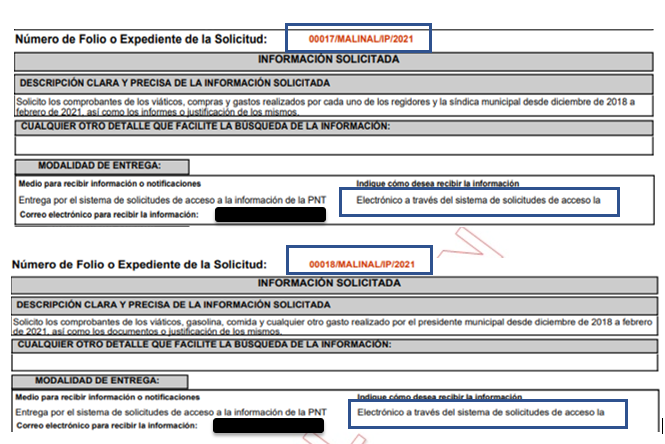 Número de Folio o Expediente de la Solicitud: 00017/MALINAL/IP/2021
INFORMACIÓN SOLICITADA
DESCRIPCIÓN CLARA Y PRECISA DE LA INFORMACIÓN SOLICITADA
Solicito los comprobantes de los viáticos, compras y gastos realizados por cada uno de los regidores y la síndica municipal desde diciembre de 2018 a
febrero de 2021, así como los informes o justificación de los mismos.
CUALQUIER OTRO DETALLE QUE FACILITE LA BÚSQUEDA DE LA INFORMACIÓN:
MODALIDAD DE ENTREGA:
Medio para recibir información o notificaciones Indique cómo desea recibir la información
Entrega por el sistema de solicitudes de acceso a la información de la PNT Electrónico a través del sistema de solicitudes de acceso la
Correo electrónico para recibir la información:
Número de Folio o Expediente de la Solicitud: 00018/MALINAL/IP/2021
INFORMACIÓN SOLICITADA
DESCRIPCIÓN CLARA Y PRECISA DE LA INFORMACIÓN SOLICITADA
Solicito los comprobantes de los viáticos, gasolina, comida y cualquier otro gasto realizado por el presidente municipal desde diciembre de 2018 a febrero
de 2021, así como los documentos o justificación de los mismos.
CUALQUIER OTRO DETALLE QUE FACILITE LA BÚSQUEDA DE LA INFORMACIÓN:
MODALIDAD DE ENTREGA:
Medio para recibir información o notificaciones Indique cómo desea recibir la información
Entrega por el sistema de solicitudes de acceso a la información de la PNT Electrónico a través del sistema de solicitudes de acceso la
Correo electrónico para recibir la información: